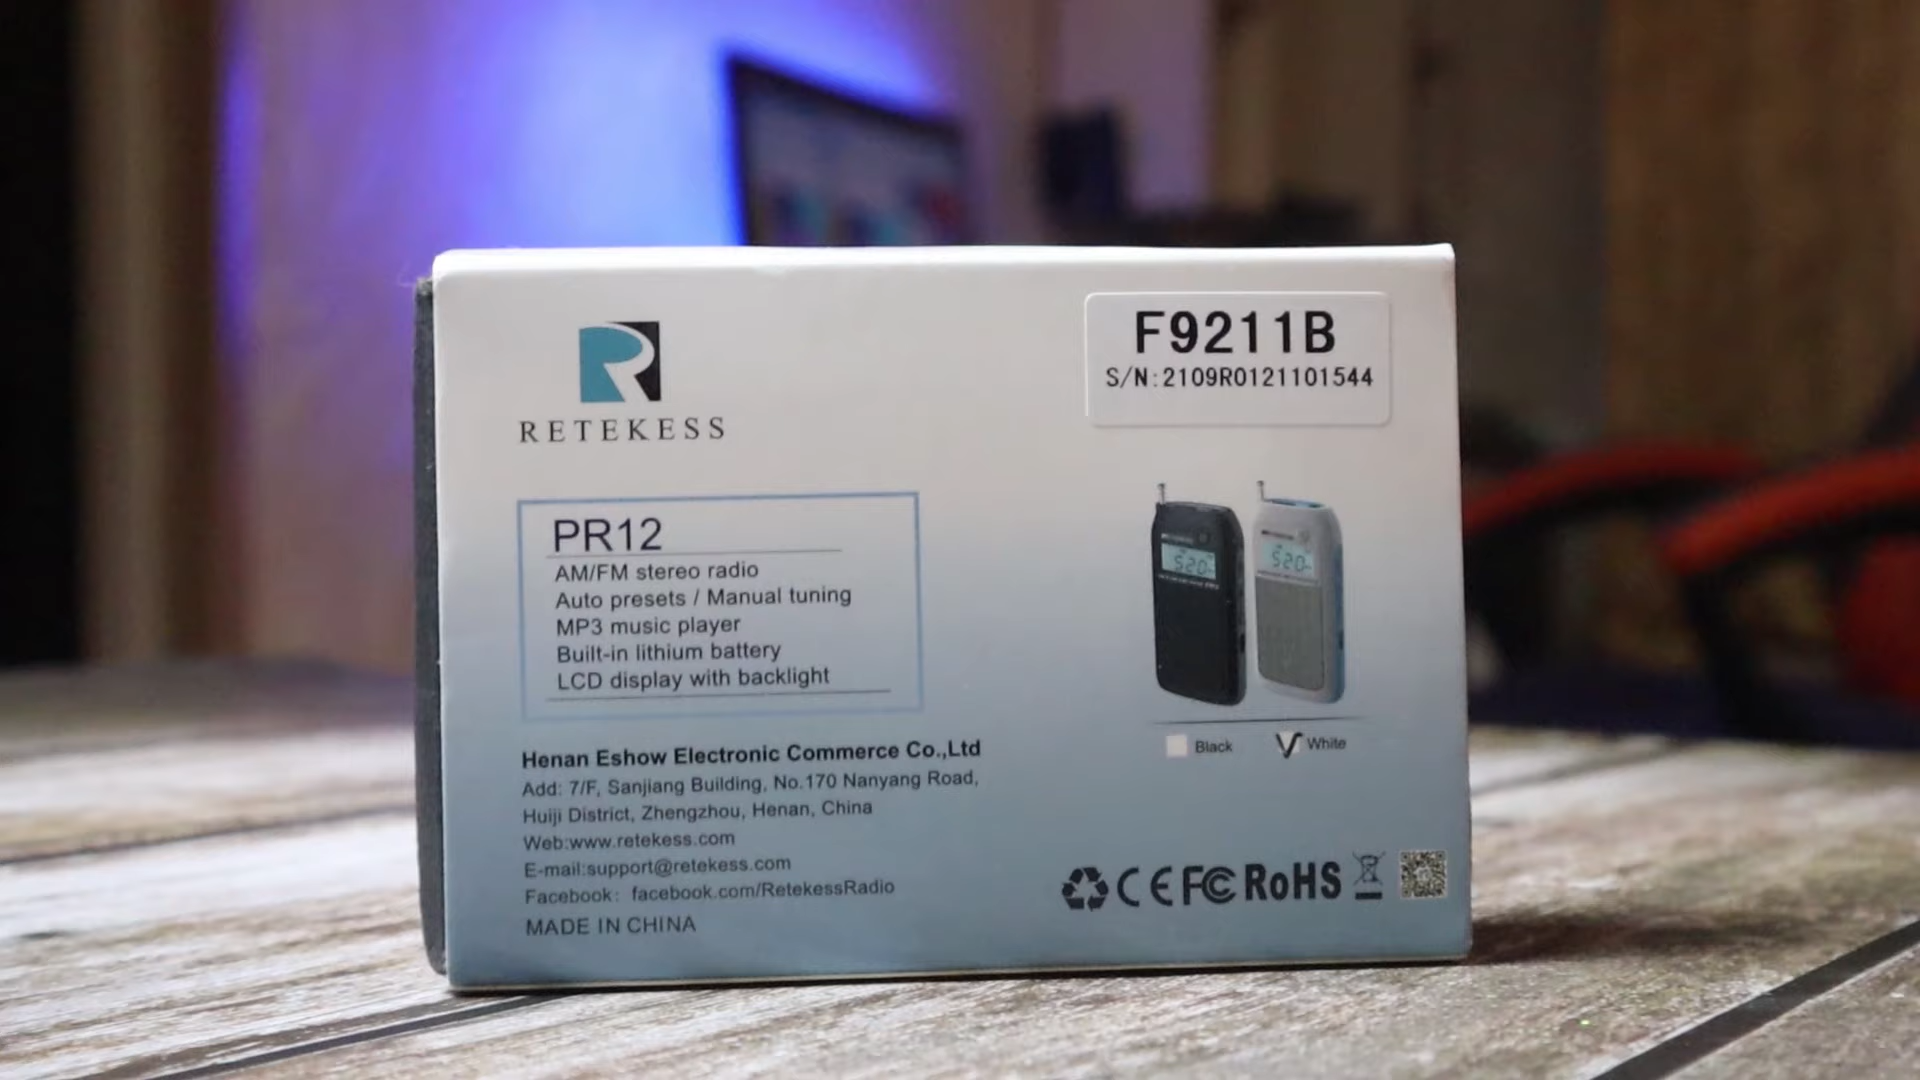 RETEKESS
F9211B
S/N:2109R0121101544
PR12
AM/FM stereo radio
Auto presets / Manual tuning
MP3 music player
Built-in lithium battery
LCD display with backlight
520
520
Black
White
Henan Eshow Electronic Commerce Co.,Ltd
Add: 7/F, Sanjiang Building, No.170 Nanyang Road,
Huiji District, Zhengzhou, Henan, China
Web:www.retekess.com
E-mail:support@retekess.com
Facebook: facebook.com/RetekessRadio
MADE IN CHINA
CE FC RoHS